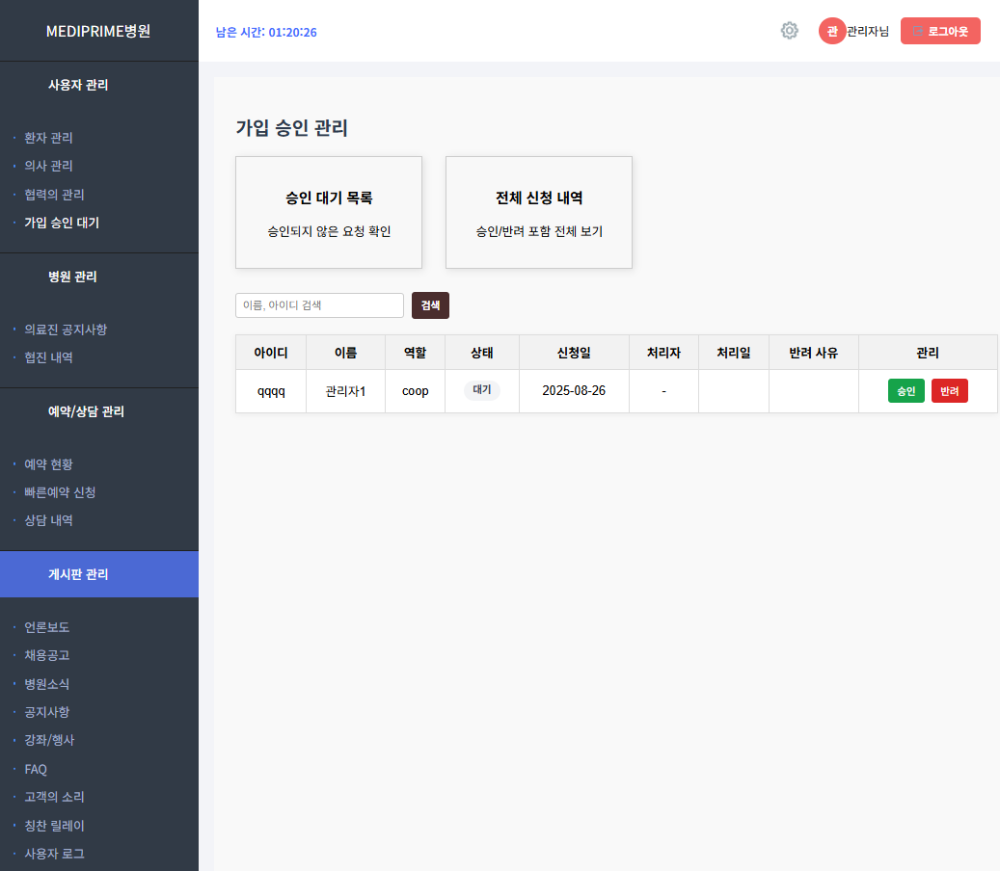 MEDIPRIME병원
사용자 관리
환자 관리
의사 관리
협력의 관리
가입 승인 대기
병원 관리
의료진 공지사항
협진 내역
예약/상담 관리
예약 현황
빠른예약 신청
상담 내역
게시판 관리
언론보도
채용공고
병원소식
공지사항
강좌/행사
FAQ
고객의 소리
칭찬 릴레이
사용자 로그
남은 시간: 01:20:26
관 관리자님 로그아웃
가입 승인 관리
승인 대기 목록
승인되지 않은 요청 확인
전체 신청 내역
승인/반려 포함 전체 보기
이름, 아이디 검색 검색
아이디 이름 역할 상태 신청일 처리자 처리일 반려 사유 관리
qqqq 관리자1 coop 대기 2025-08-26 - 승인 반려